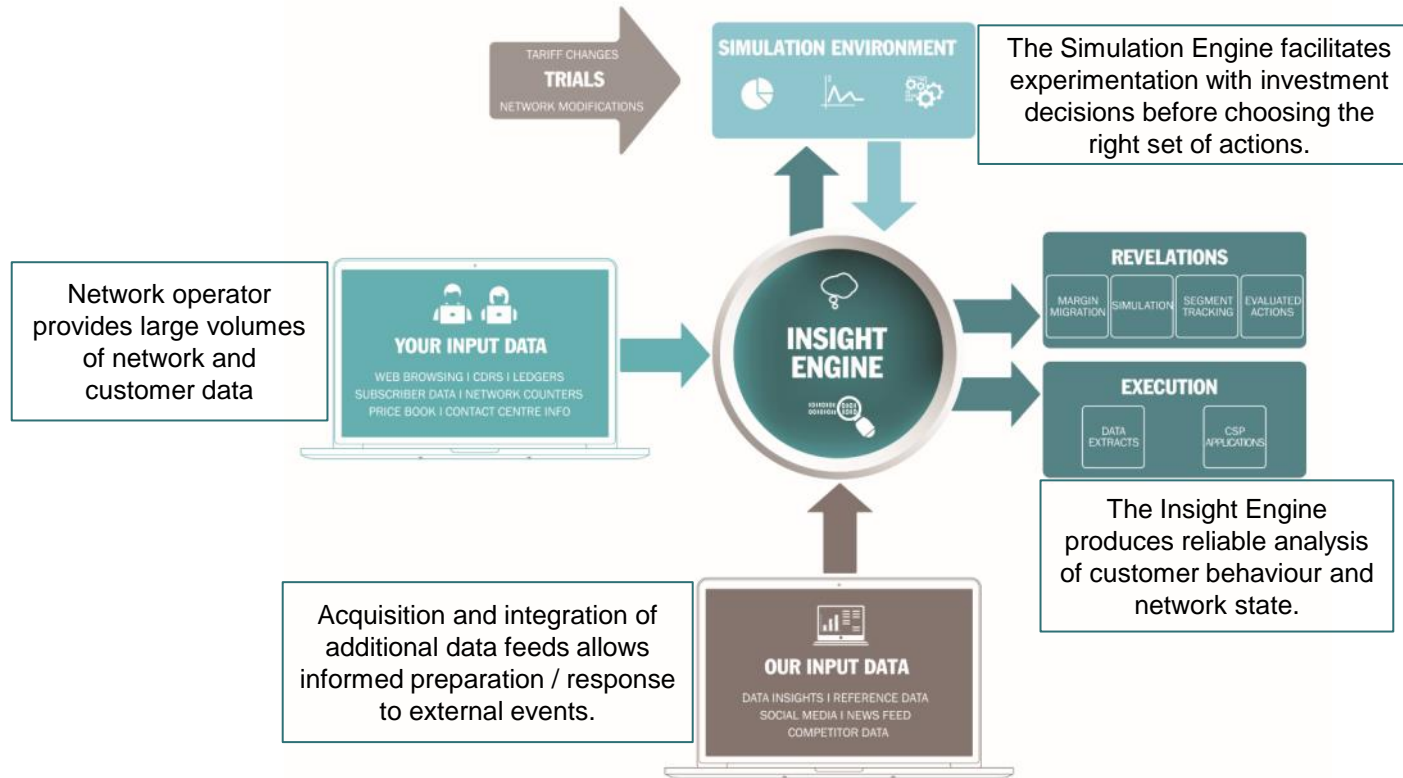 TARIFF CHANGES
TRIALS
NETWORK MODIFICATIONS
SIMULATION ENVIRONMENT
The Simulation Engine facilitates
experimentation with investment
decisions before choosing the
right set of actions.
Network operator
provides large volumes
of network and
customer data
YOUR INPUT DATA
WEB BROWSING I CDRS I LEDGERS
SUBSCRIBER DATA I NETWORK COUNTERS
PRICE BOOK I CONTACT CENTRE INFO
INSIGHT
ENGINE
REVELATIONS
MARGIN
MIGRATION
SIMULATION
SEGMENT
TRACKING
EVALUATED
ACTIONS
EXECUTION
DATA
EXTRACTS
CSP
APPLICATIONS
The Insight Engine
produces reliable analysis
of customer behaviour and
network state.
Acquisition and integration of
additional data feeds allows
informed preparation / response
to external events.
OUR INPUT DATA
DATA INSIGHTS I REFERENCE DATA
SOCIAL MEDIA I NEWS FEED
COMPETITOR DATA